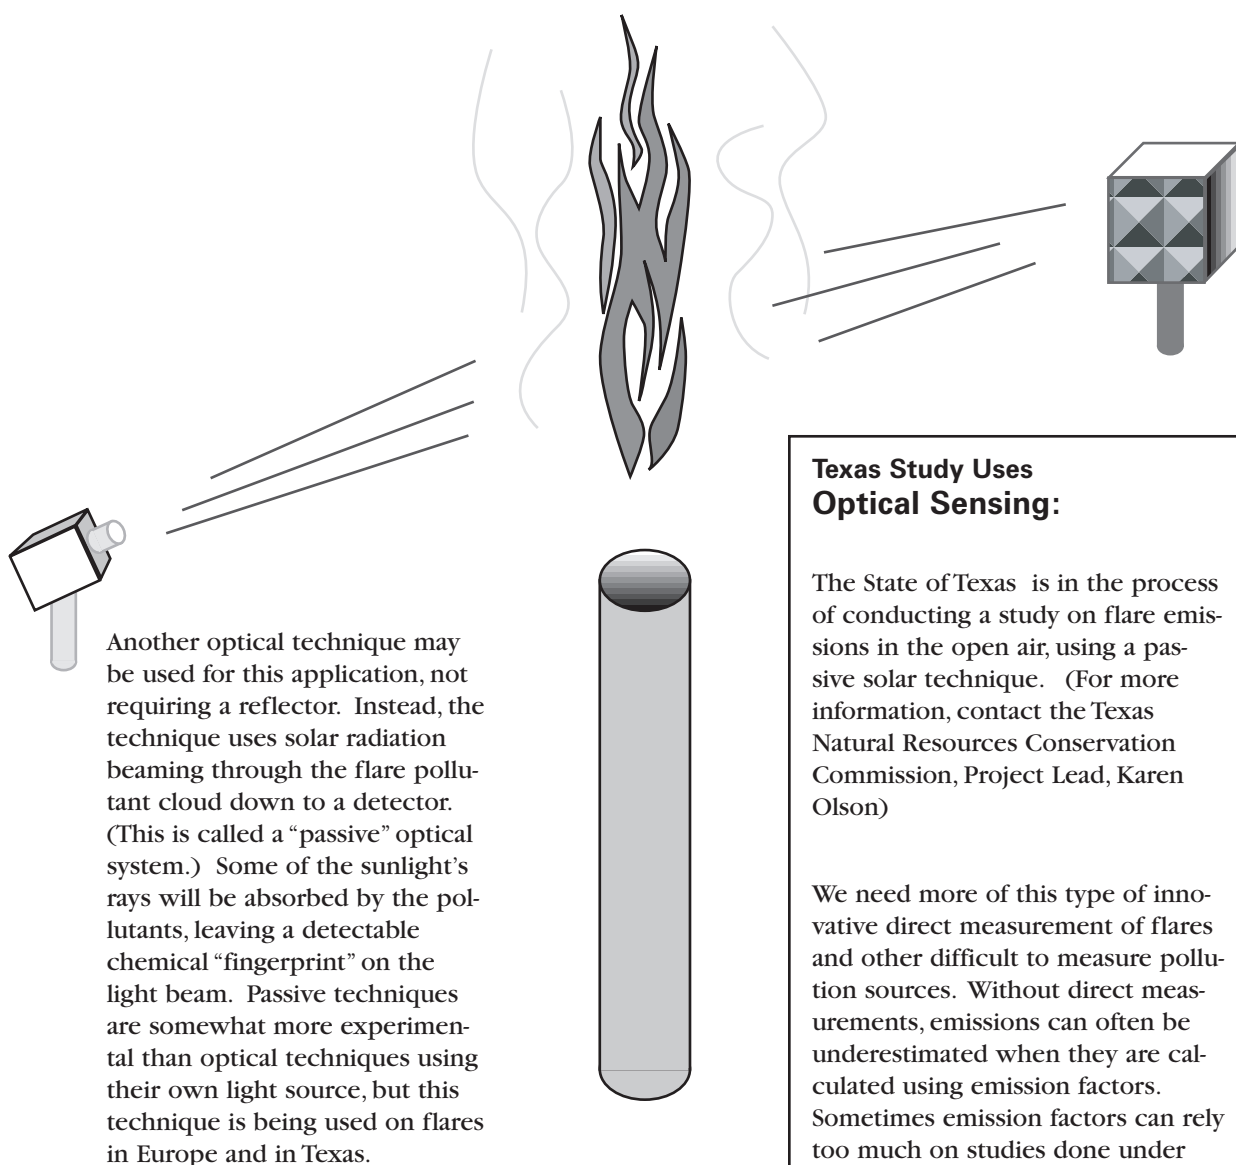 Another optical technique may
be used for this application, not
requiring a reflector. Instead, the
technique uses solar radiation
beaming through the flare pollu-
tant cloud down to a detector.
(This is called a “passive” optical
system.) Some of the sunlight’s
rays will be absorbed by the pol-
lutants, leaving a detectable
chemical “fingerprint” on the
light beam. Passive techniques
are somewhat more experimen-
tal than optical techniques using
their own light source, but this
technique is being used on flares
in Europe and in Texas.
Texas Study Uses
Optical Sensing:
The State of Texas is in the process
of conducting a study on flare emis-
sions in the open air, using a pas-
sive solar technique. (For more
information, contact the Texas
Natural Resources Conservation
Commission, Project Lead, Karen
Olson)
We need more of this type of inno-
vative direct measurement of flares
and other difficult to measure pollu-
tion sources. Without direct meas-
urements, emissions can often be
underestimated when they are cal-
culated using emission factors.
Sometimes emission factors can rely
too much on studies done under